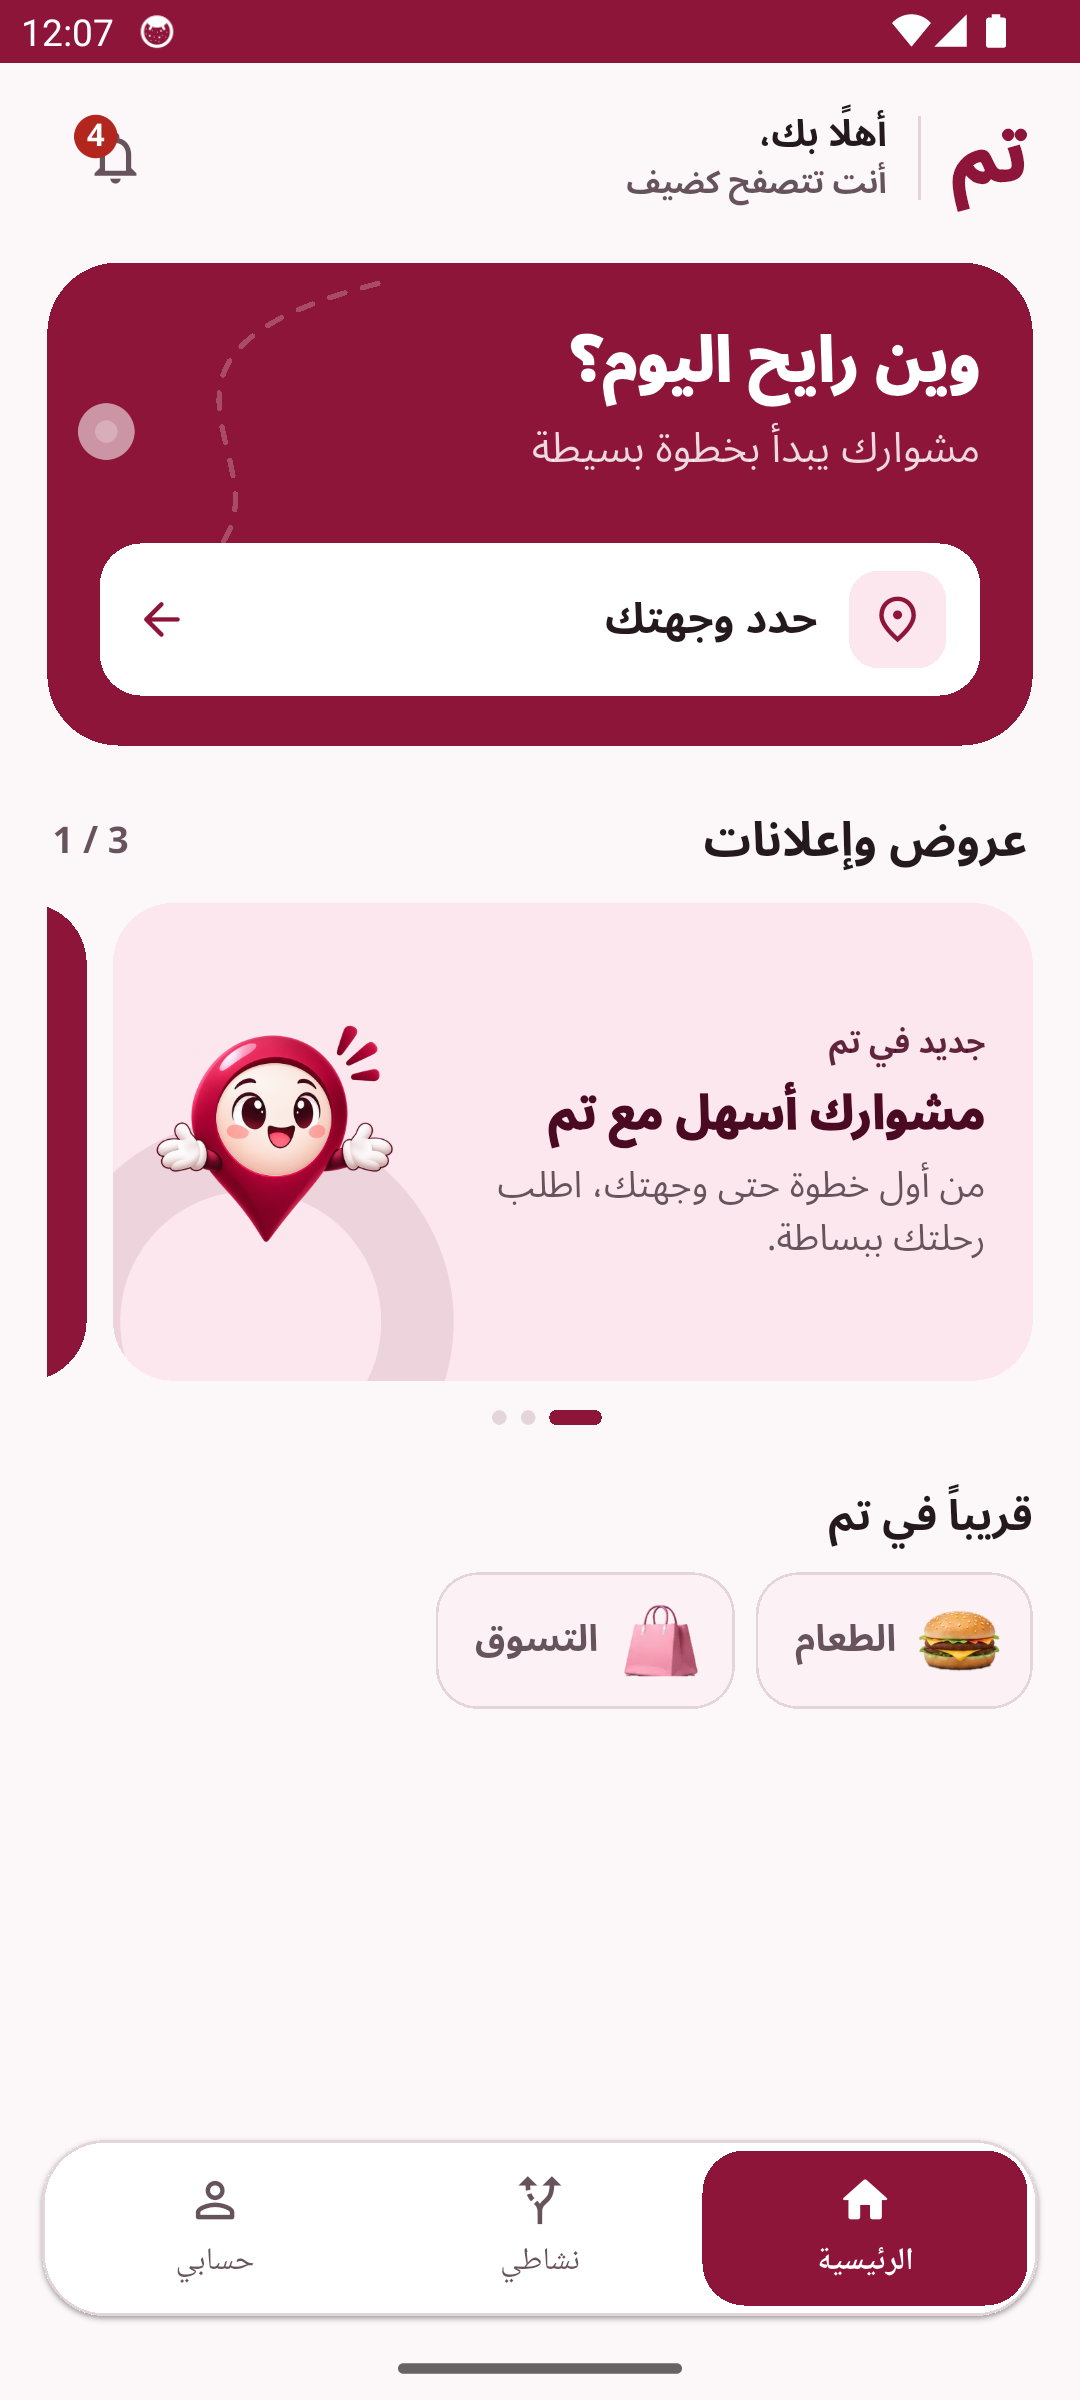 12:07
تم
أهلًا بك،
أنت تتصفح كضيف
4
وين رايح اليوم؟
مشوارك يبدأ بخطوة بسيطة
حدد وجهتك
عروض وإعلانات
1 / 3
جديد في تم
مشوارك أسهل مع تم
من أول خطوة حتى وجهتك، اطلب
رحلتك ببساطة.
قريباً في تم
الطعام
التسوق
الرئيسية
نشاطي
حسابي